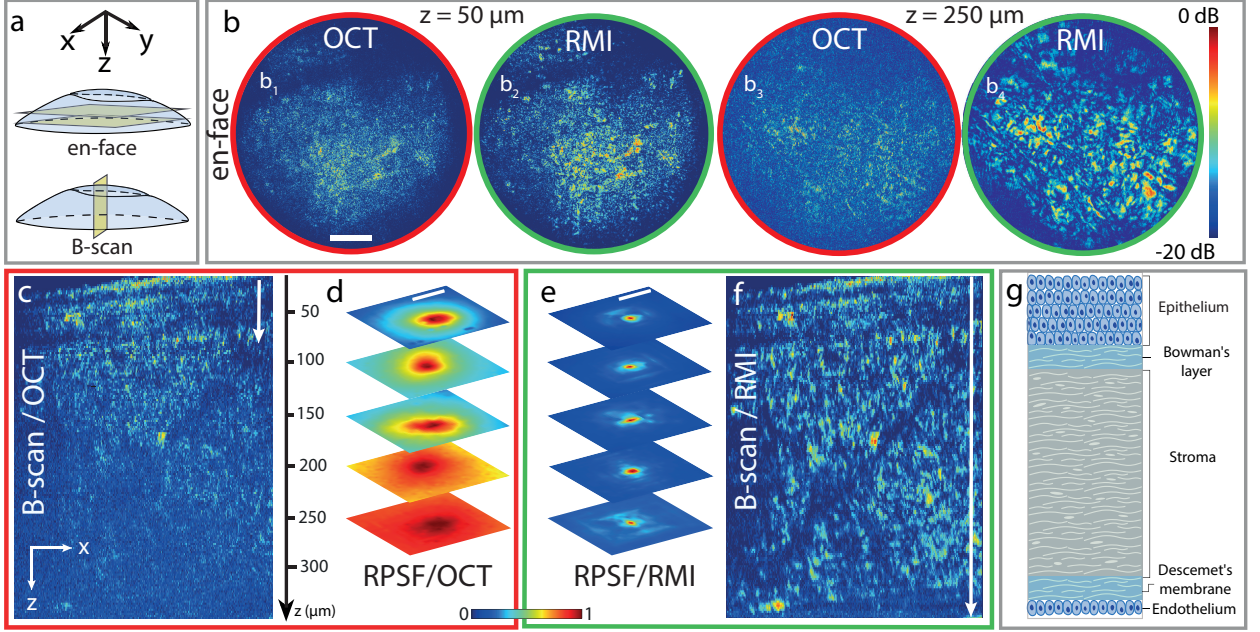 a
x
y
z
en-face
B-scan
b
z = 50 µm
z = 250 µm
0 dB
OCT
RMI
OCT
RMI
b1
b2
b3
b4
en-face
-20 dB
c
B-scan / OCT
x
z
50
100
150
200
250
300
z (µm)
d
RPSF/OCT
0
1
e
RPSF/RMI
f
B-scan / RMI
g
Epithelium
Bowman's
layer
Stroma
Descemet's
membrane
Endothelium